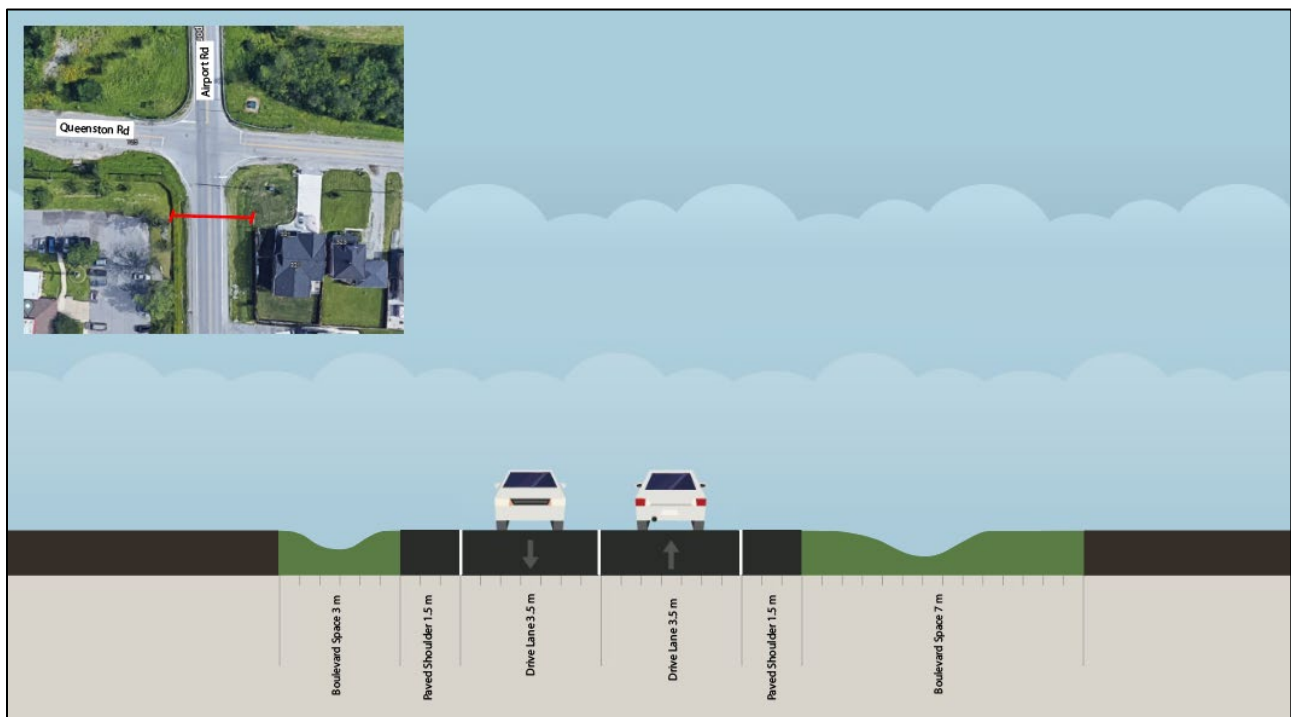 Airport Rd
Queenston Rd
Boulevard Space 3 m
Paved Shoulder 1.5 m
Drive Lane 3.5 m
Drive Lane 3.5 m
Paved Shoulder 1.5 m
Boulevard Space 7 m